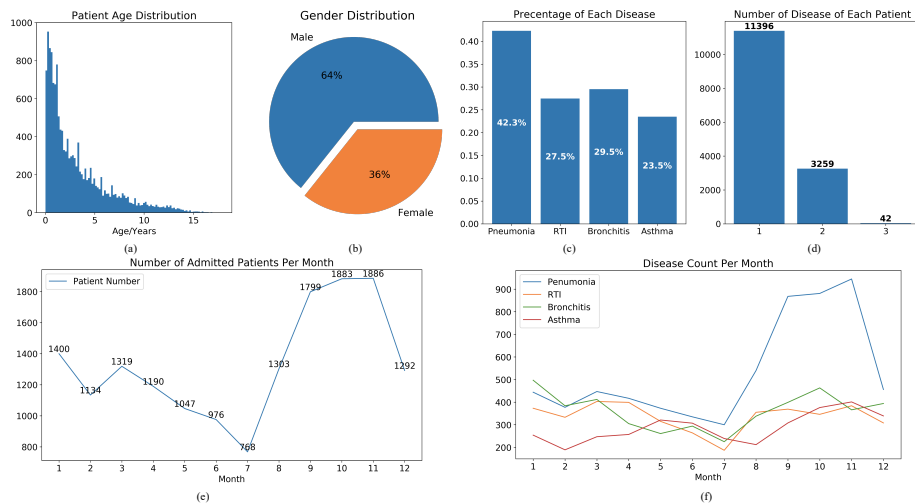 Patient Age Distribution
1000
800
600
400
200
0
0 5 10 15
Age/Years
(a)
Gender Distribution
Male
64%
36%
Female
(b)
Precentage of Each Disease
0.40
0.35
0.30
0.25
0.20
0.15
0.10
0.05
0.00
42.3%
27.5%
29.5%
23.5%
Pneumonia RTI Bronchitis Asthma
(c)
Number of Disease of Each Patient
12000
10000
8000
6000
4000
2000
0
11396
3259
42
1 2 3
(d)
Number of Admitted Patients Per Month
Patient Number
1800
1600
1400
1200
1000
800
1400
1134
1319
1190
1047
976
768
1303
1799
1883
1886
1292
1 2 3 4 5 6 7 8 9 10 11 12
Month
(e)
Disease Count Per Month
Penumonia
RTI
Bronchitis
Asthma
900
800
700
600
500
400
300
200
1 2 3 4 5 6 7 8 9 10 11 12
Month
(f)